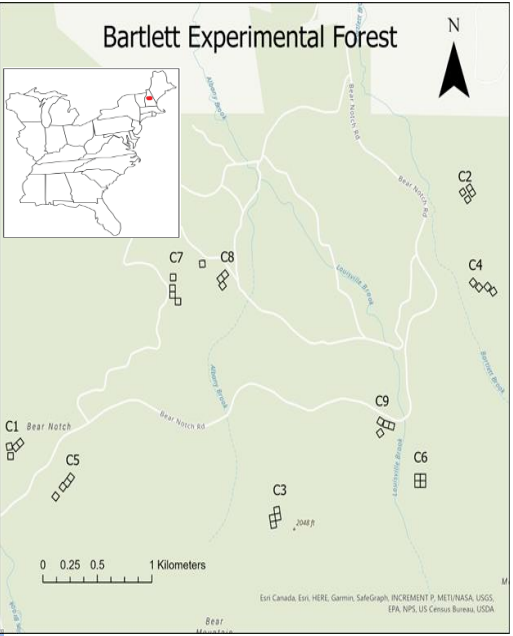 Bartlett Experimental Forest
N
Albany Brook
Bear Notch Rd
Bear Notch Rd
C2
C7
C8
C4
Louisville Brook
Bartlett Brook
Albany Brook
Bear Notch Rd
C9
C1
Bear Notch
C5
C6
Louisville Brook
C3
2048 ft
0 0.25 0.5 1 Kilometers
Esri Canada, Esri, HERE, Garmin, SafeGraph, INCREMENT P, METI/NASA, USGS,
EPA, NPS, US Census Bureau, USDA
Bear
Mountain